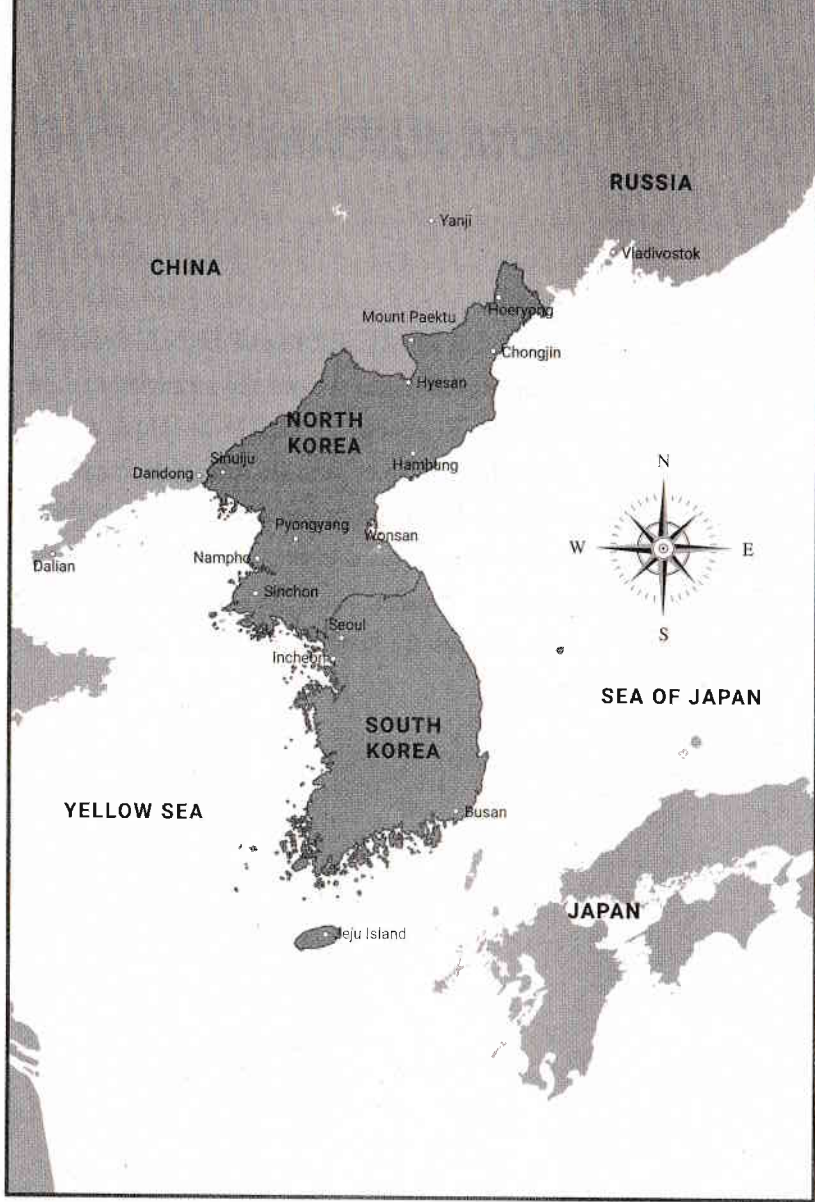 RUSSIA
Yanji
Vladivostok
CHINA
Hoeryong
Mount Paektu
Chongjin
Hyesan
NORTH
KOREA
Sinuiju
Hamhung
Dandong
N
Pyongyang
Wonsan
W
E
Nampho
Dalian
Sinchon
Seoul
S
Incheon
SEA OF JAPAN
SOUTH
KOREA
YELLOW SEA
Busan
JAPAN
Jeju Island